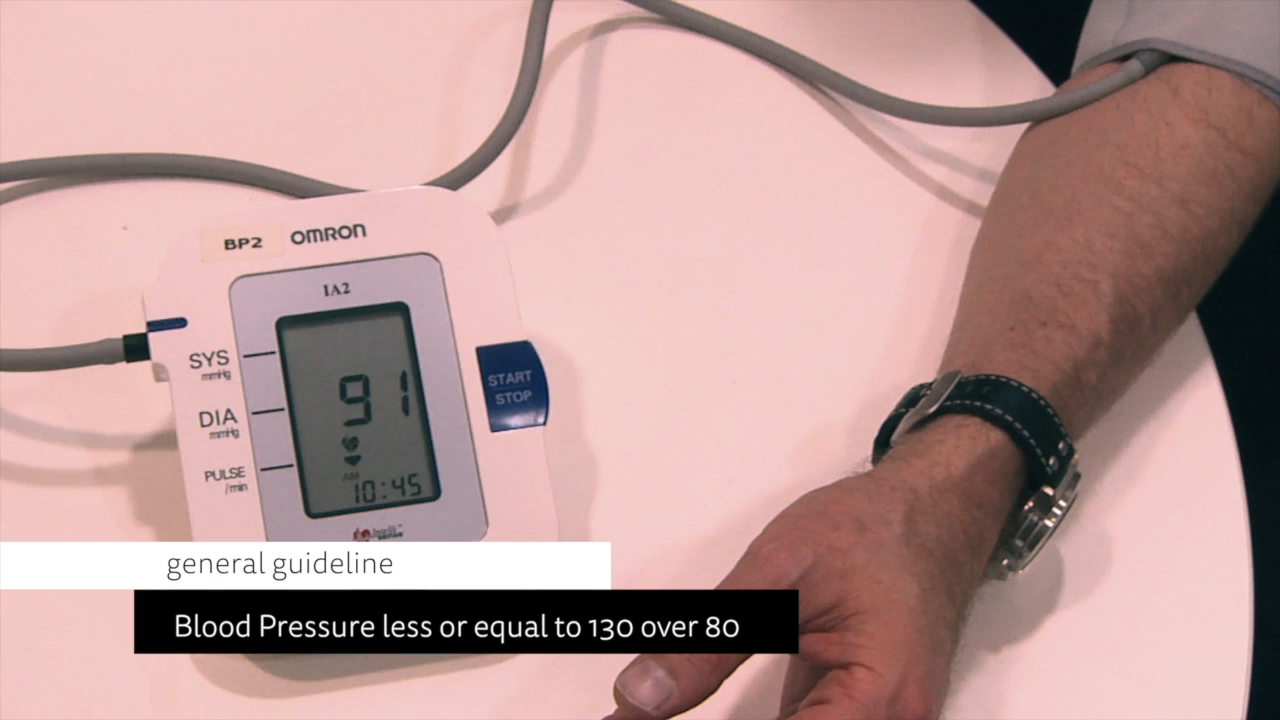 BP2 OMRON
IA2
SYS
mmHg
START
STOP
91
DIA
mmHg
PULSE
/min
AM
10:45
general guideline
Blood Pressure less or equal to 130 over 80